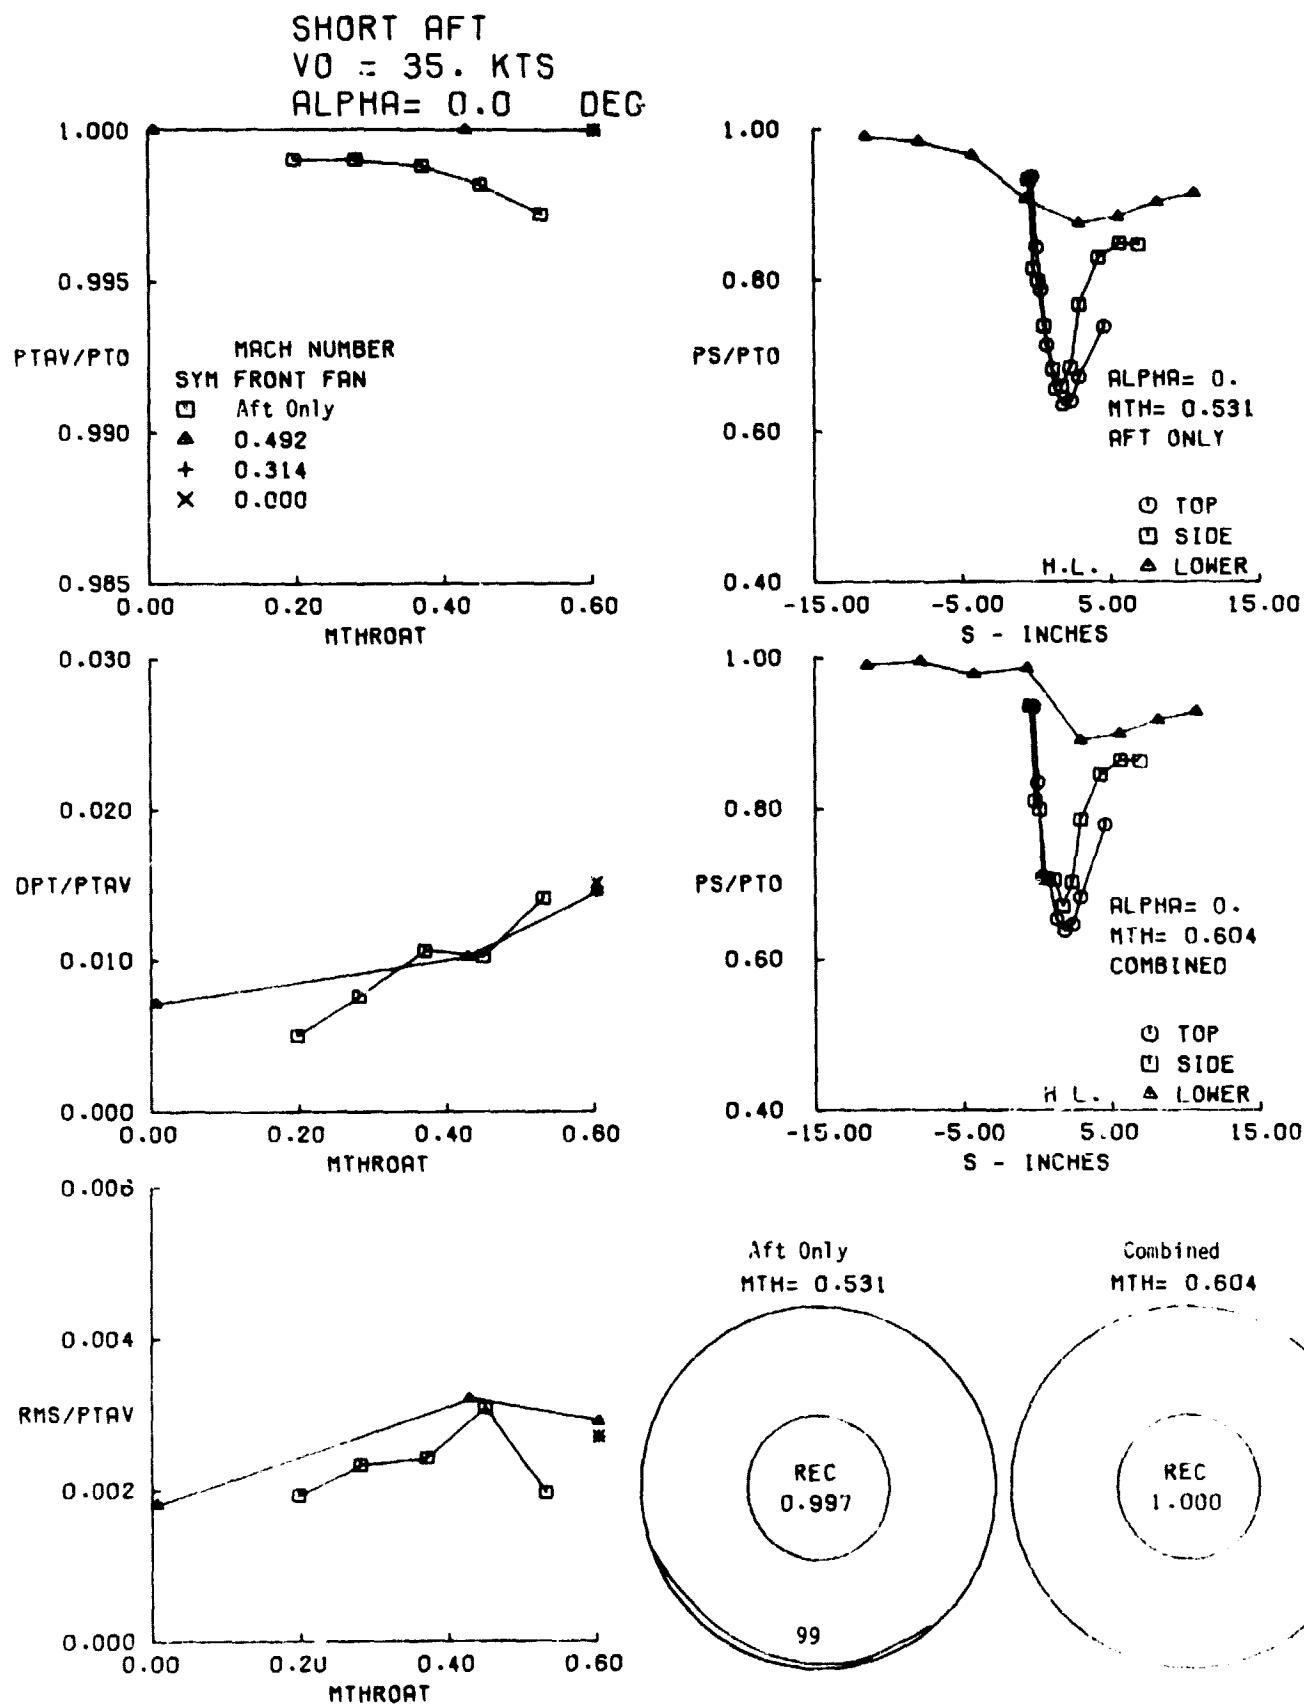 SHORT AFT
VO = 35. KTS
ALPHA= 0.0 DEG
1.000
0.995
PTAV/PTO
0.990
0.985
MACH NUMBER
SYM FRONT FAN
Aft Only
0.492
0.314
0.000
0.00 0.20 0.40 0.60
MTHROAT
1.00
0.80
PS/PTO
0.60
0.40
ALPHA= 0.
MTH= 0.531
AFT ONLY
TOP
SIDE
H.L. LOWER
-15.00 -5.00 5.00 15.00
S - INCHES
0.030
0.020
DPT/PTAV
0.010
0.000
0.00 0.20 0.40 0.60
MTHROAT
1.00
0.80
PS/PTO
0.60
0.40
ALPHA= 0.
MTH= 0.604
COMBINED
TOP
SIDE
H L. LOWER
-15.00 -5.00 5.00 15.00
S - INCHES
0.006
0.004
RMS/PTAV
0.002
0.000
0.00 0.20 0.40 0.60
MTHROAT
Aft Only
MTH= 0.531
REC
0.997
99
Combined
MTH= 0.604
REC
1.000